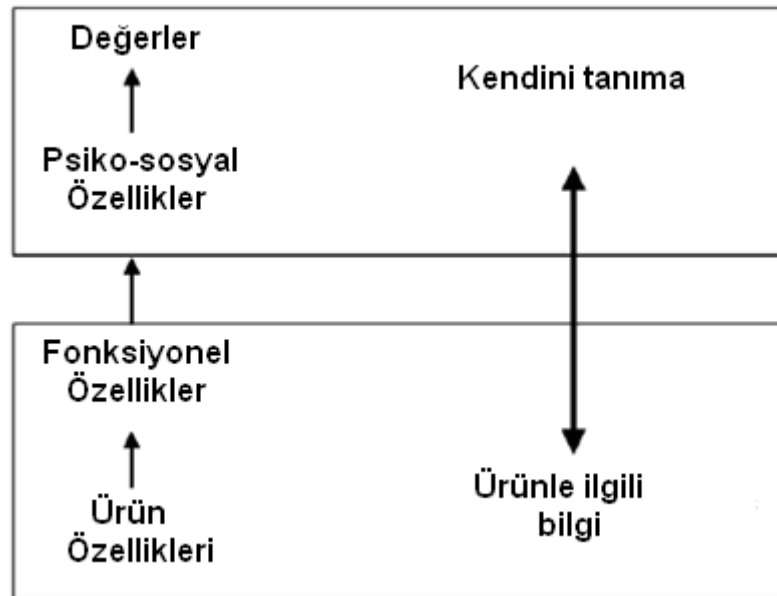 Değerler
Kendini tanıma
Psiko-sosyal
Özellikler
Fonksiyonel
Özellikler
Ürün
Özellikleri
Ürünle ilgili
bilgi